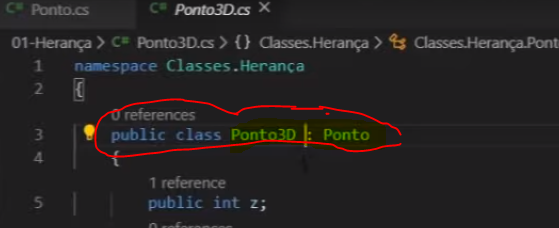 Ponto.cs Ponto3D.cs ×
01-Herança > Ponto3D.cs > {} Classes.Herança > Classes.Herança.Pont
1 namespace Classes.Herança
2 {
0 references
3 public class Ponto3D : Ponto
4 {
1 reference
5 public int z;
0 references